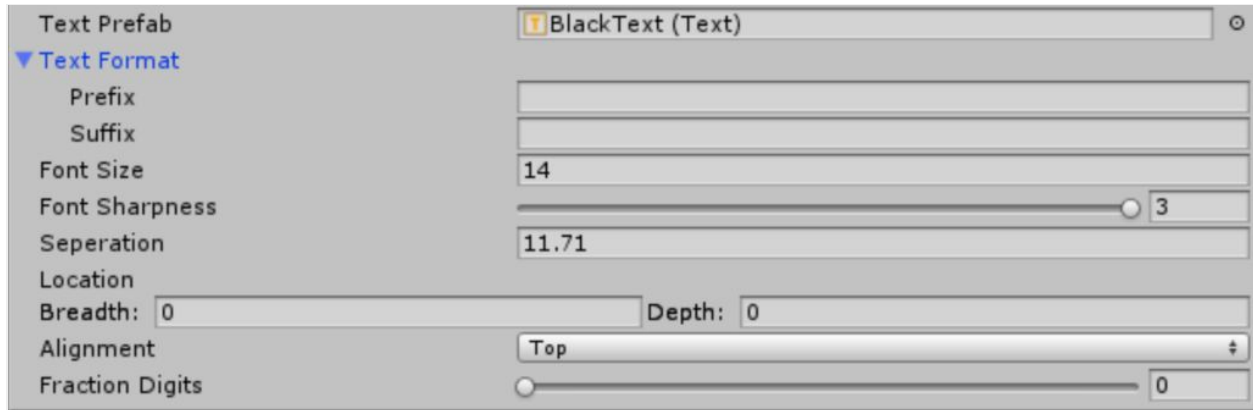 Text Prefab BlackText (Text)
Text Format
Prefix
Suffix
Font Size 14
Font Sharpness 3
Seperation 11.71
Location
Breadth: 0 Depth: 0
Alignment Top
Fraction Digits 0